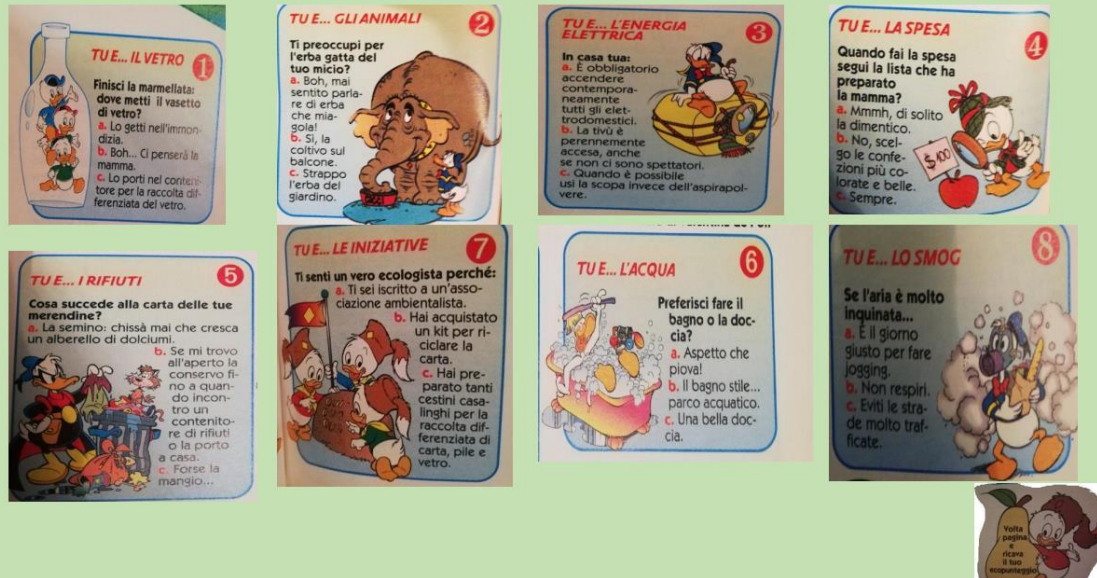 TU E... IL VETRO
1
Finisci la marmellata:
dove metti il vasetto
di vetro?
a. Lo getti nell'immon-
dizia.
b. Boh... Ci penserà la
mamma.
c. Lo porti nel conteni-
tore per la raccolta dif-
ferenziata del vetro.
TU E... GLI ANIMALI
2
Ti preoccupi per
l'erba gatta del
tuo micio?
a. Boh, mai
sentito parla-
re di erba
che mia-
gola!
b. Sì, la
coltivo sul
balcone.
c. Strappo
l'erba del
giardino.
TU E... L'ENERGIA
ELETTRICA
3
In casa tua:
a. È obbligatorio
accendere
contempora-
neamente
tutti gli elet-
trodomestici.
b. La tivù è
perennemente
accesa, anche
se non ci sono spettatori.
c. Quando è possibile
usi la scopa invece dell'aspirapol-
vere.
TU E... LA SPESA
4
Quando fai la spesa
segui la lista che ha
preparato
la mamma?
a. Mmmh, di solito
la dimentico.
b. No, scel-
go le confe-
zioni più co-
lorate e belle.
c. Sempre.
$100
TU E... I RIFIUTI
5
Cosa succede alla carta delle tue
merendine?
a. La semino: chissà mai che cresca
un alberello di dolciumi.
b. Se mi trovo
all'aperto la
conservo fi-
no a quan-
do incon-
tro un
contenito-
re di rifiuti
o la porto
a casa.
c. Forse la
mangio...
TU E... LE INIZIATIVE
7
Ti senti un vero ecologista perché:
a. Ti sei iscritto a un'asso-
ciazione ambientalista.
b. Hai acquistato
un kit per ri-
ciclare la
carta.
c. Hai pre-
parato tanti
cestini casa-
linghi per la
raccolta dif-
ferenziata di
carta, pile e
vetro.
TU E... L'ACQUA
6
Preferisci fare il
bagno o la doc-
cia?
a. Aspetto che
piova!
b. Il bagno stile...
parco acquatico.
c. Una bella doc-
cia.
TU E... LO SMOG
8
Se l'aria è molto
inquinata...
a. È il giorno
giusto per fare
jogging.
b. Non respiri.
c. Eviti le stra-
de molto traf-
ficate.
Volta
pagina
e
ricava
il tuo
ecopunteggio